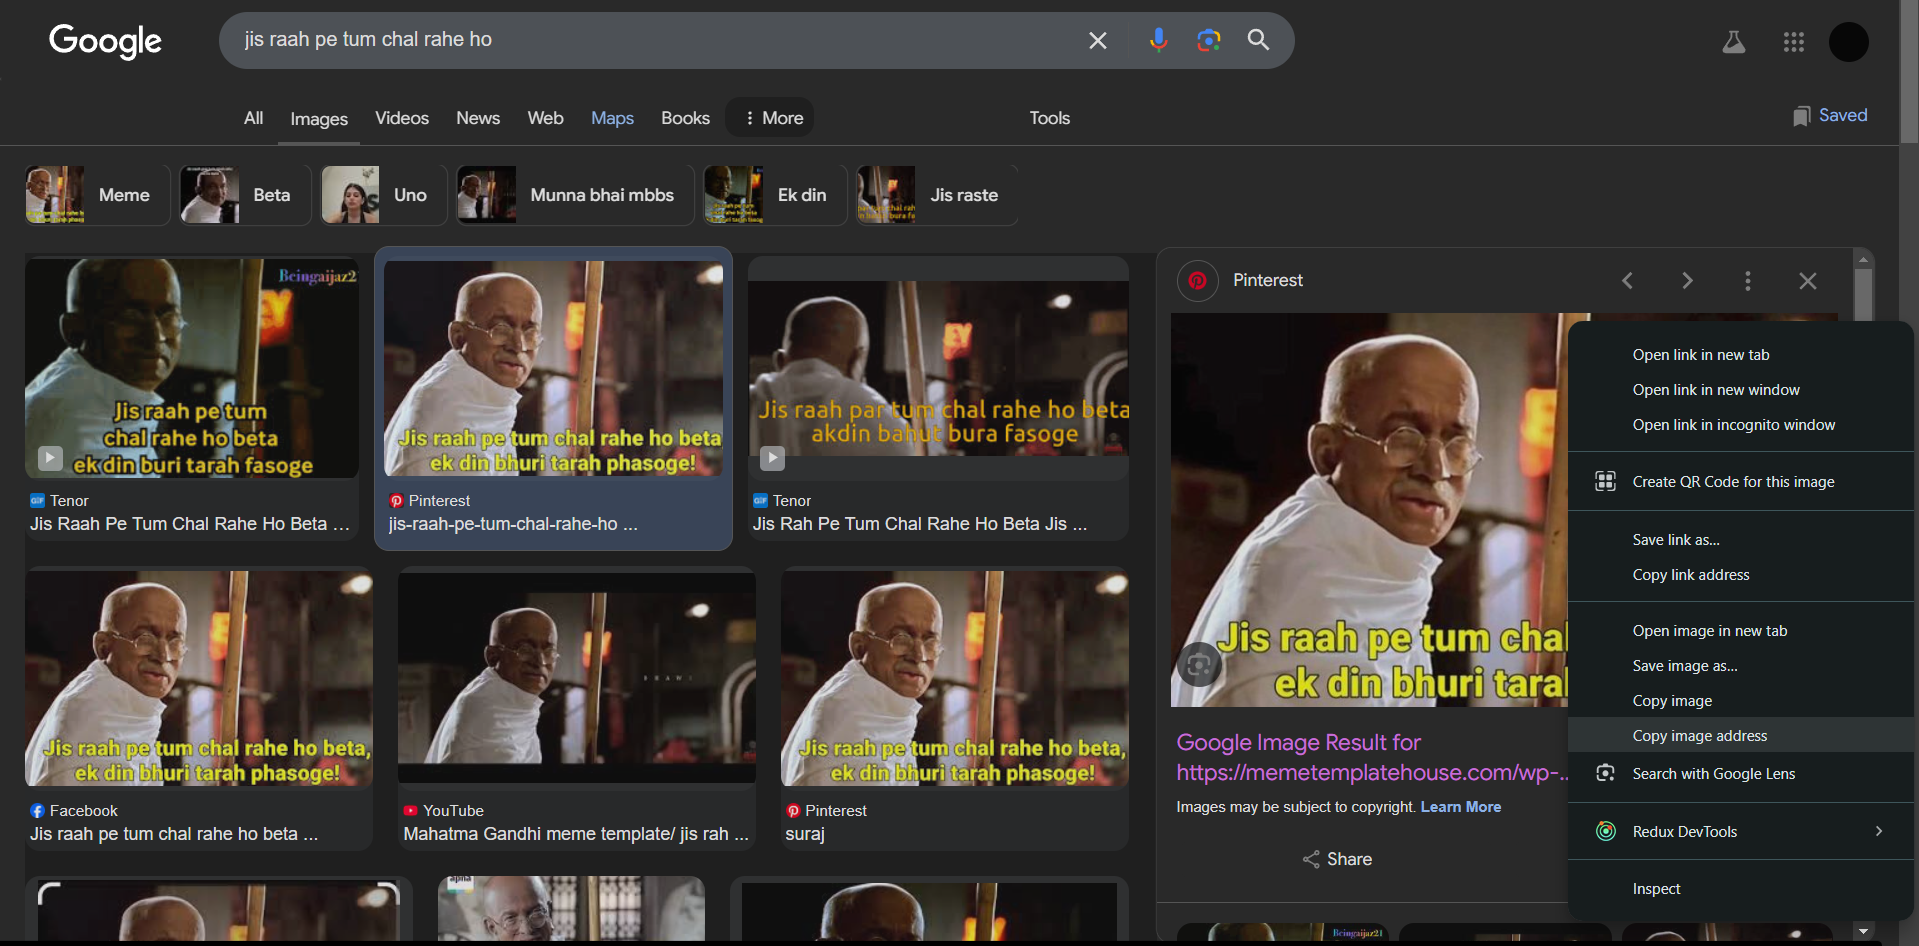 Google
jis raah pe tum chal rahe ho
All
Images
Videos
News
Web
Maps
Books
More
Tools
Saved
Meme
Beta
Uno
Munna bhai mbbs
Ek din
Jis raste
Beingaijaz2
Jis raah pe tum
chal rahe ho beta
ek din buri tarah fasoge
GIF Tenor
Jis Raah Pe Tum Chal Rahe Ho Beta ...
Jis raah pe tum chal rahe ho beta
ek din bhuri tarah phasoge!
Pinterest
jis-raah-pe-tum-chal-rahe-ho ...
Jis raah par tum chal rahe ho beta
akdin bahut bura fasoge
GIF Tenor
Jis Rah Pe Tum Chal Rahe Ho Beta Jis ...
Jis raah pe tum chal rahe ho beta,
ek din bhuri tarah phasoge!
Facebook
Jis raah pe tum chal rahe ho beta ...
YouTube
Mahatma Gandhi meme template/ jis rah ...
Jis raah pe tum chal rahe ho beta,
ek din bhuri tarah phasoge!
Pinterest
suraj
apna
Pinterest
Jis raah pe tum chal
ek din bhuri tarah
Google Image Result for
https://memetemplatehouse.com/wp-...
Images may be subject to copyright. Learn More
Share
Beingaijaz21
Open link in new tab
Open link in new window
Open link in incognito window
Create QR Code for this image
Save link as...
Copy link address
Open image in new tab
Save image as...
Copy image
Copy image address
Search with Google Lens
Redux DevTools
Inspect